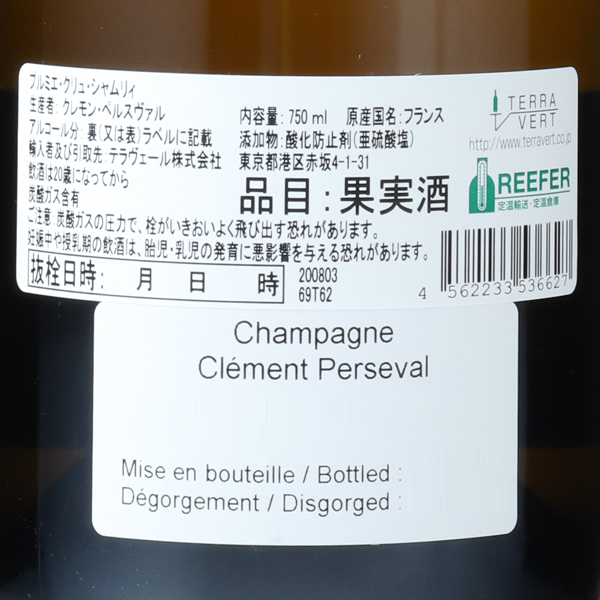 プルミエ・クリュ・シャムリィ
生産者: クレモン・ペルスヴァル
アルコール分: 裏(又は表)ラベルに記載
輸入者及び引取先: テラヴェール株式会社
飲酒は20歳になってから
炭酸ガス含有
ご注意:炭酸ガスの圧力で、栓がいきおいよく飛び出す恐れがあります。
妊娠中や授乳期の飲酒は、胎児・乳児の発育に悪影響を与える恐れがあります。
内容量: 750 ml 原産国名: フランス
添加物: 酸化防止剤(亜硫酸塩)
東京都港区赤坂4-1-31
品目:果実酒
TERRA
VERT
http://www.terravert.co.jp
REEFER
定温輸送・定温倉庫
抜栓日時: 月 日 時
200803
69T62
4 562233 536627
Champagne
Clément Perseval
Mise en bouteille / Bottled :
Dégorgement / Disgorged :